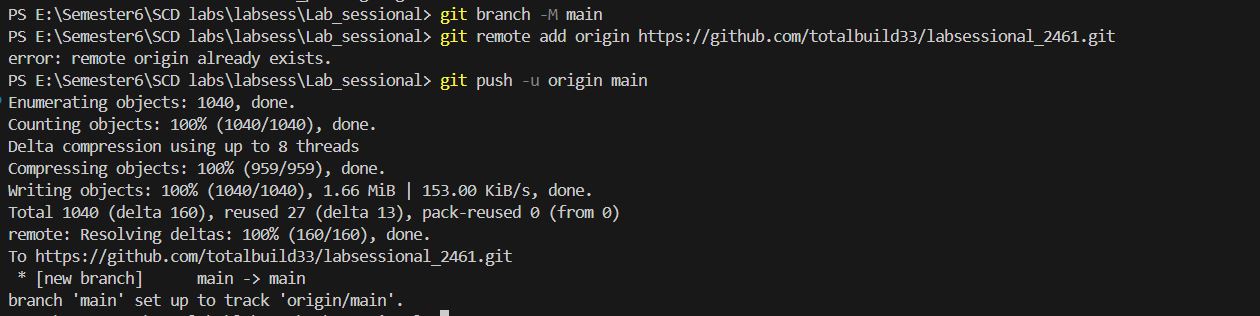 PS E:\Semester6\SCD labs\labsess\Lab_sessional> git branch -M main
PS E:\Semester6\SCD labs\labsess\Lab_sessional> git remote add origin https://github.com/totalbuild33/labsessional_2461.git
error: remote origin already exists.
PS E:\Semester6\SCD labs\labsess\Lab_sessional> git push -u origin main
Enumerating objects: 1040, done.
Counting objects: 100% (1040/1040), done.
Delta compression using up to 8 threads
Compressing objects: 100% (959/959), done.
Writing objects: 100% (1040/1040), 1.66 MiB | 153.00 KiB/s, done.
Total 1040 (delta 160), reused 27 (delta 13), pack-reused 0 (from 0)
remote: Resolving deltas: 100% (160/160), done.
To https://github.com/totalbuild33/labsessional_2461.git
 * [new branch]      main -> main
branch 'main' set up to track 'origin/main'.